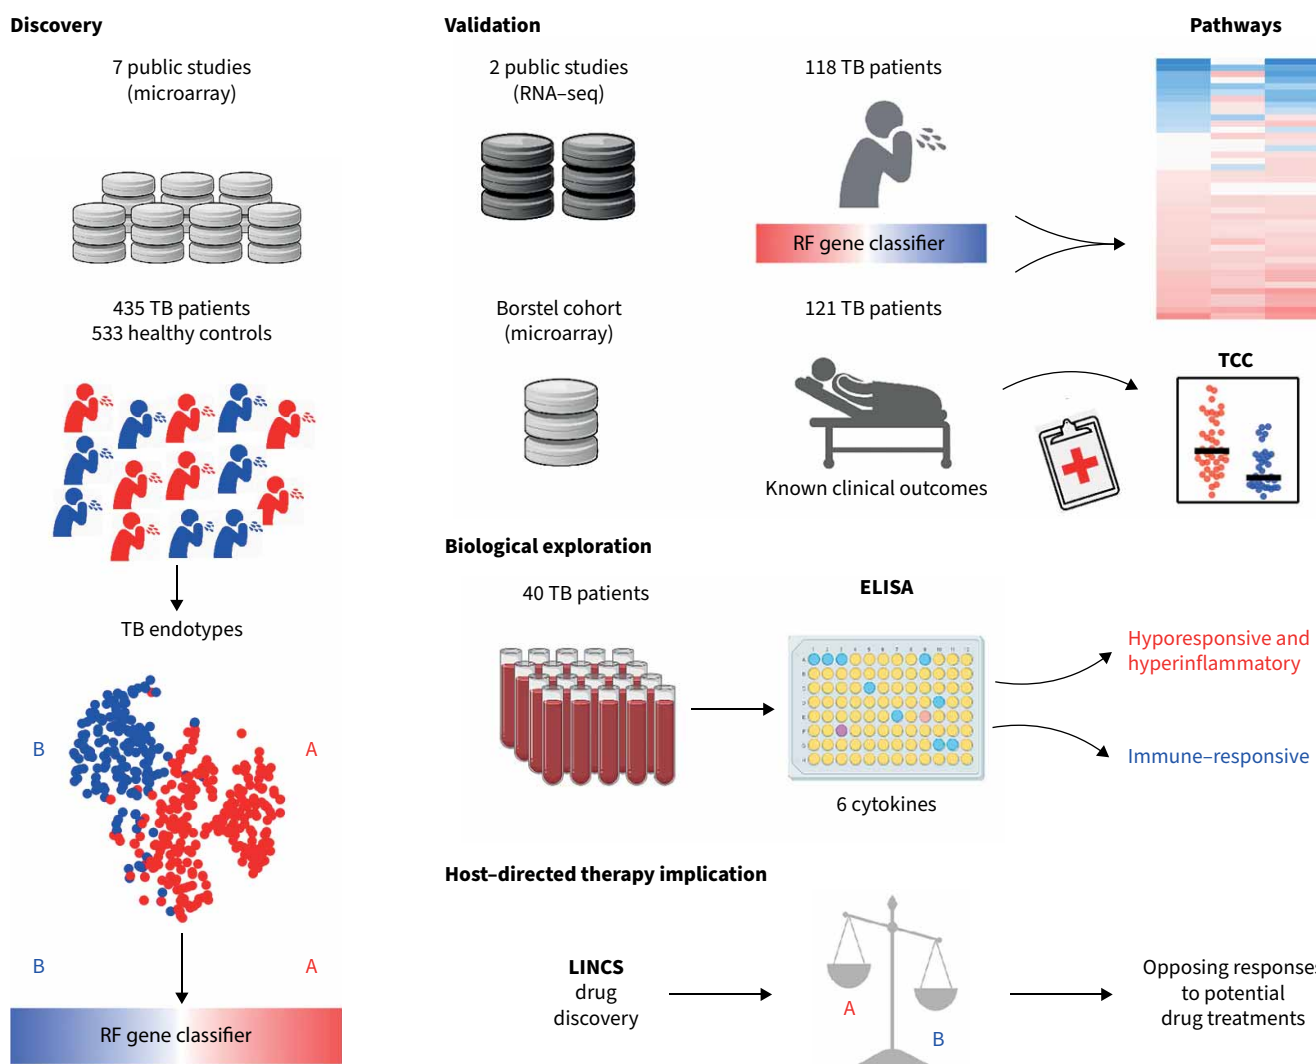 Discovery
7 public studies
(microarray)
435 TB patients
533 healthy controls
TB endotypes
B
A
B
A
RF gene classifier
Validation
2 public studies
(RNA–seq)
118 TB patients
RF gene classifier
Borstel cohort
(microarray)
121 TB patients
Known clinical outcomes
Pathways
TCC
Biological exploration
40 TB patients
ELISA
6 cytokines
Hyporesponsive and
hyperinflammatory
Immune–responsive
Host–directed therapy implication
LINCS
drug
discovery
A
B
Opposing responses
to potential
drug treatments